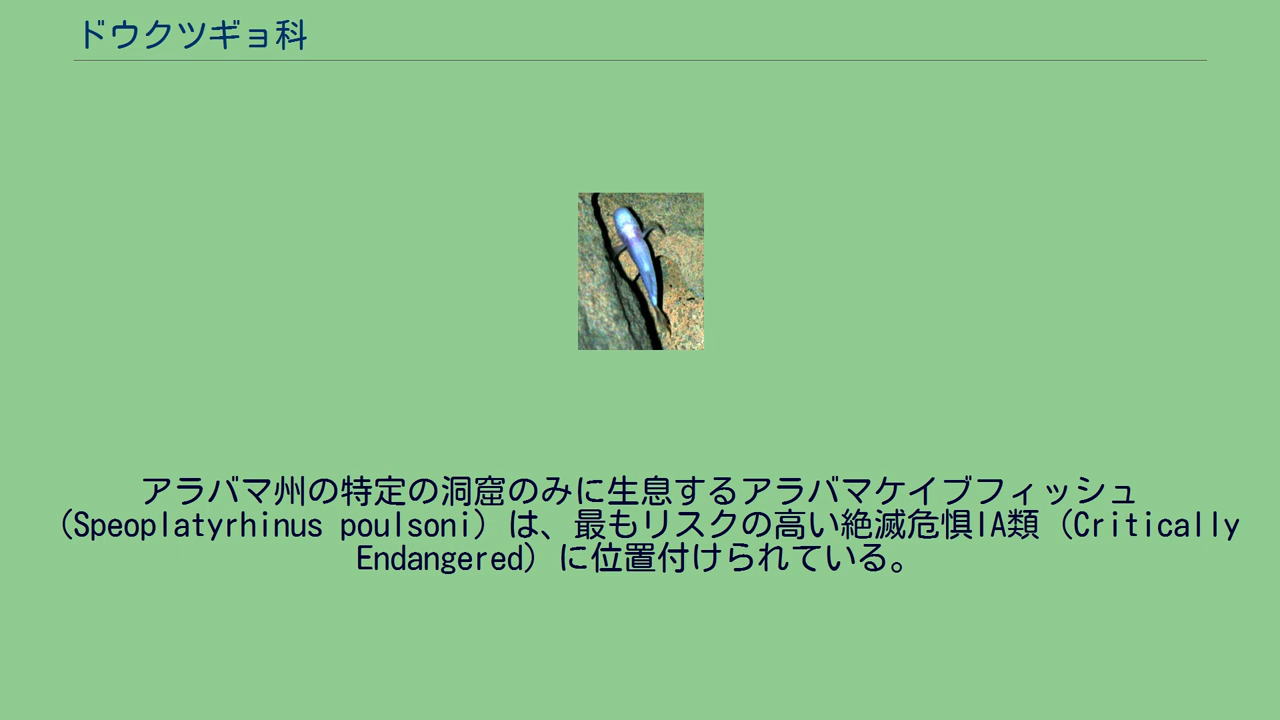 ドウクツギョ科
アラバマ州の特定の洞窟のみに生息するアラバマケイブフィッシュ
（Speoplatyrhinus poulsoni）は、最もリスクの高い絶滅危惧IA類（Critically
Endangered）に位置付けられている。